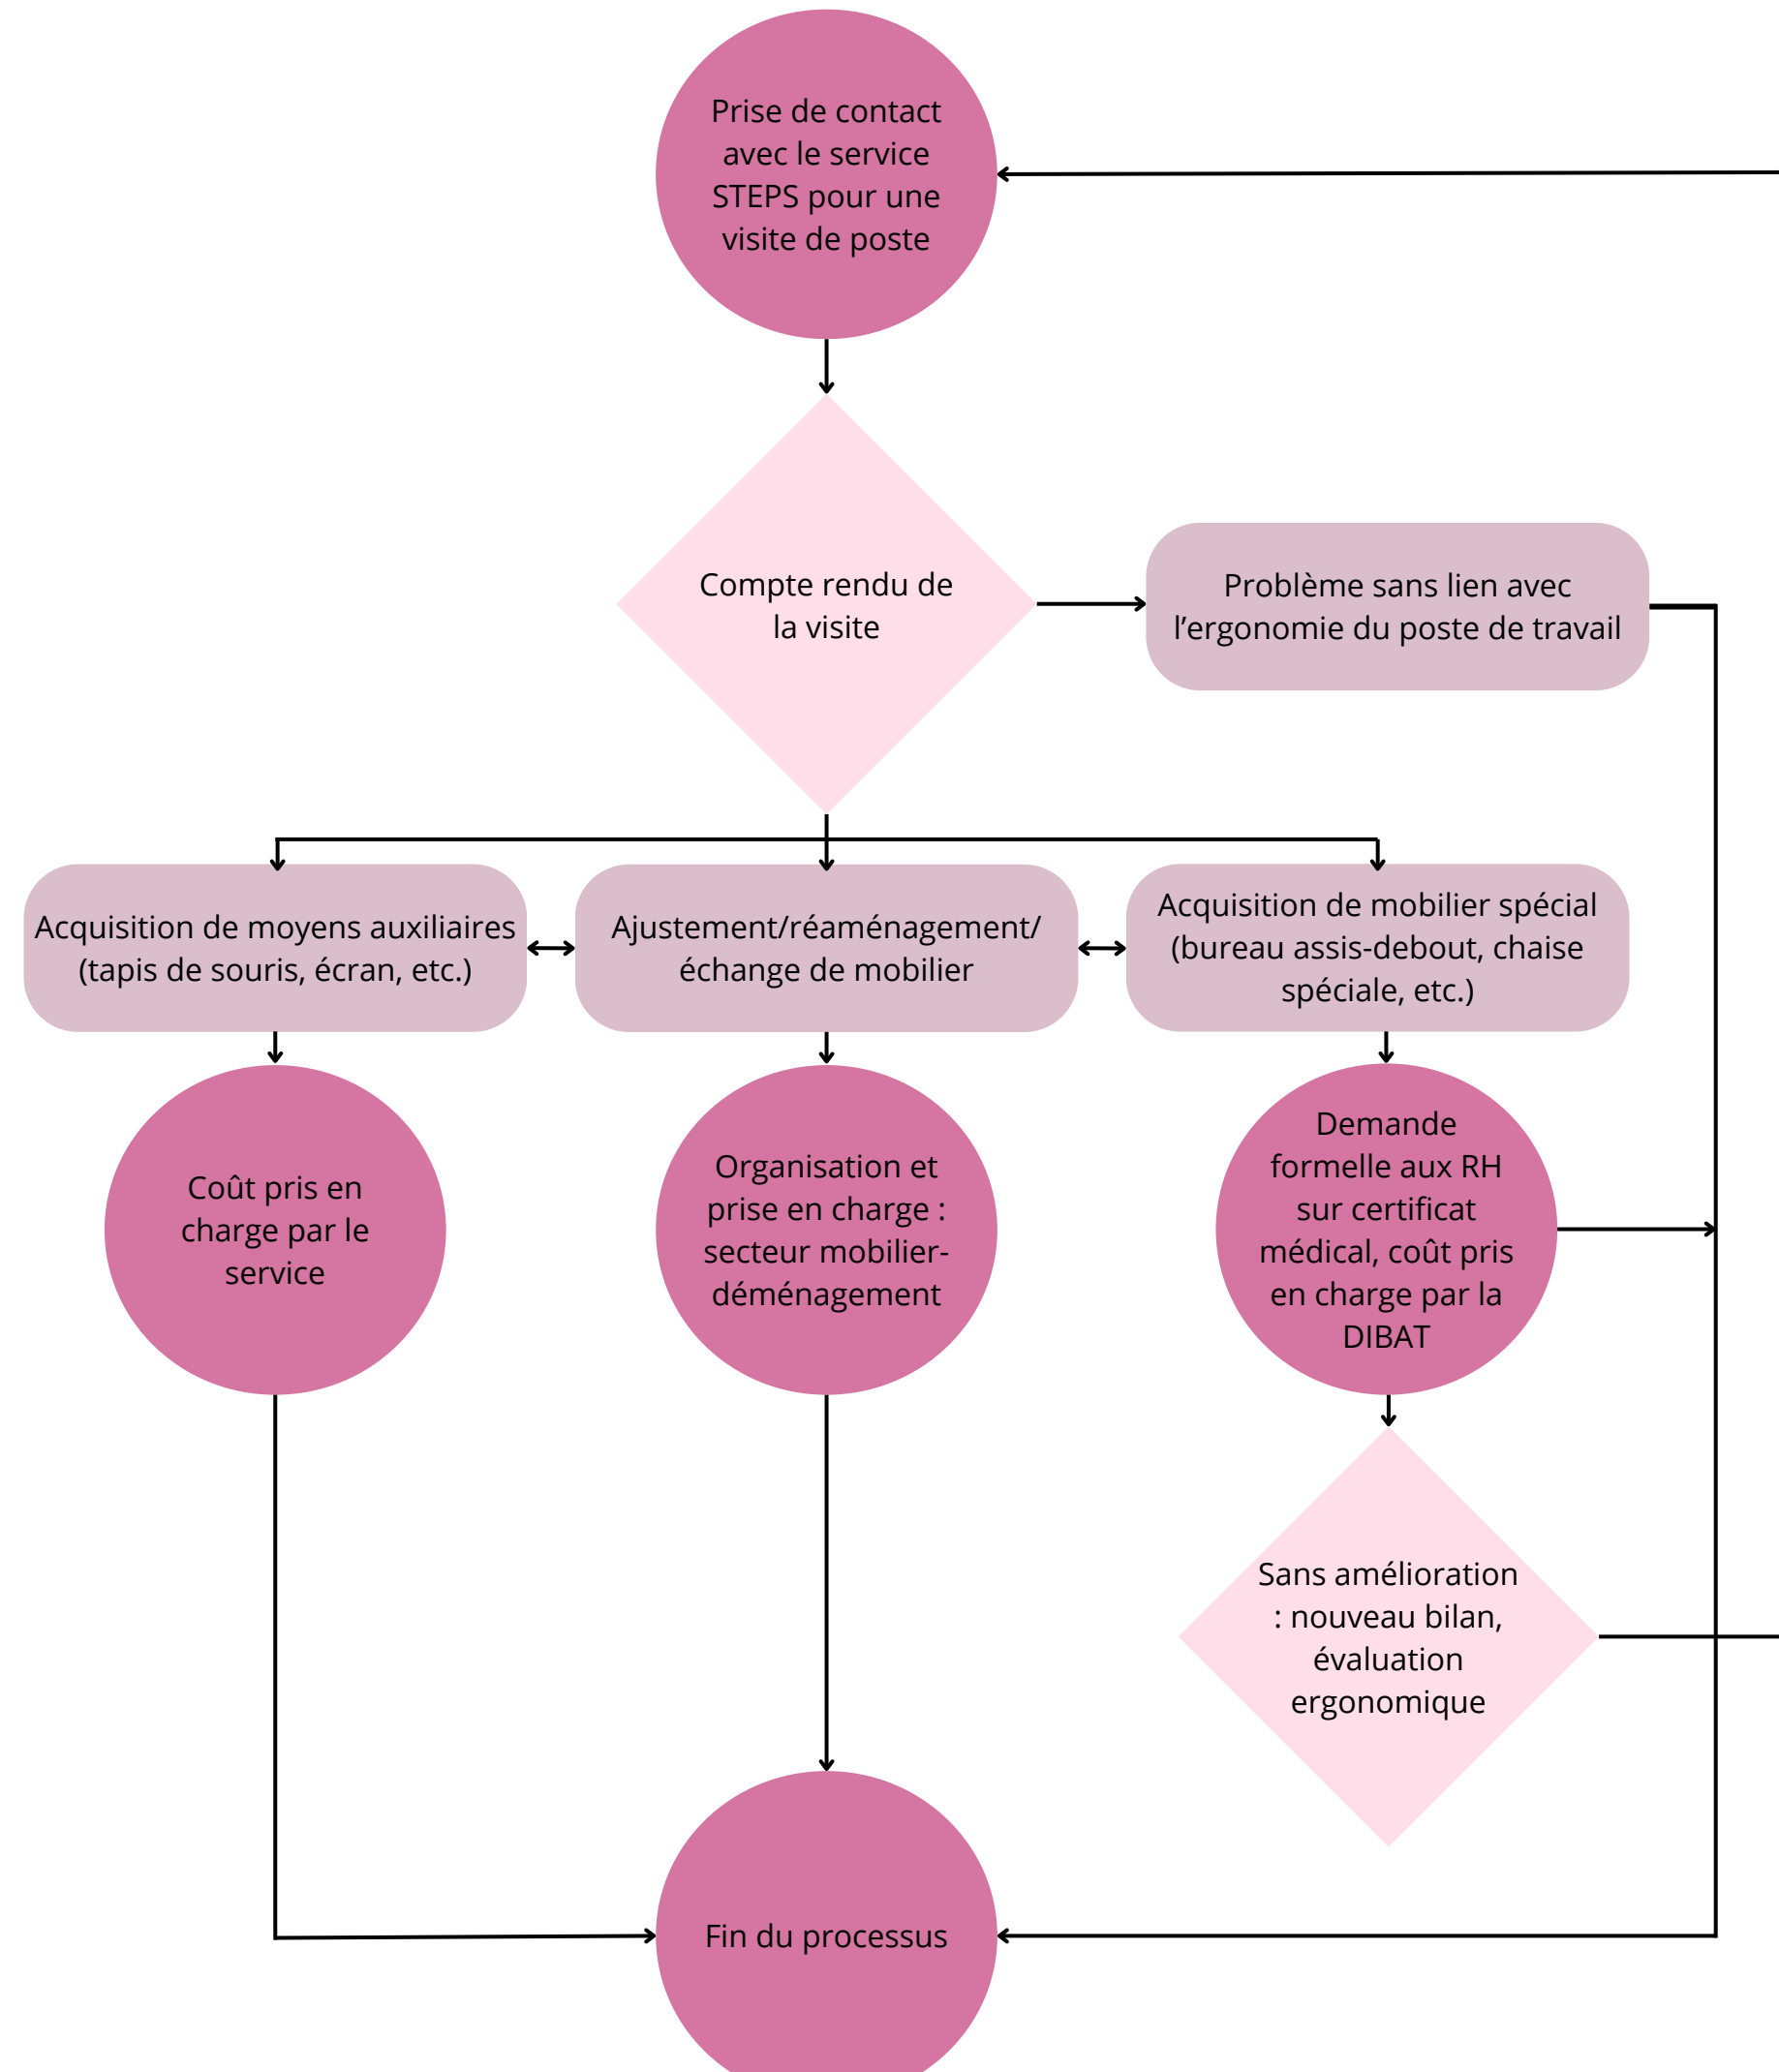 Prise de contact
avec le service
STEPS pour une
visite de poste
Compte rendu de
la visite
Problème sans lien avec
l’ergonomie du poste de travail
Acquisition de moyens auxiliaires
(tapis de souris, écran, etc.)
Ajustement/réaménagement/
échange de mobilier
Acquisition de mobilier spécial
(bureau assis-debout, chaise
spéciale, etc.)
Coût pris en
charge par le
service
Organisation et
prise en charge :
secteur mobilier-
déménagement
Demande
formelle aux RH
sur certificat
médical, coût pris
en charge par la
DIBAT
Sans amélioration
: nouveau bilan,
évaluation
ergonomique
Fin du processus